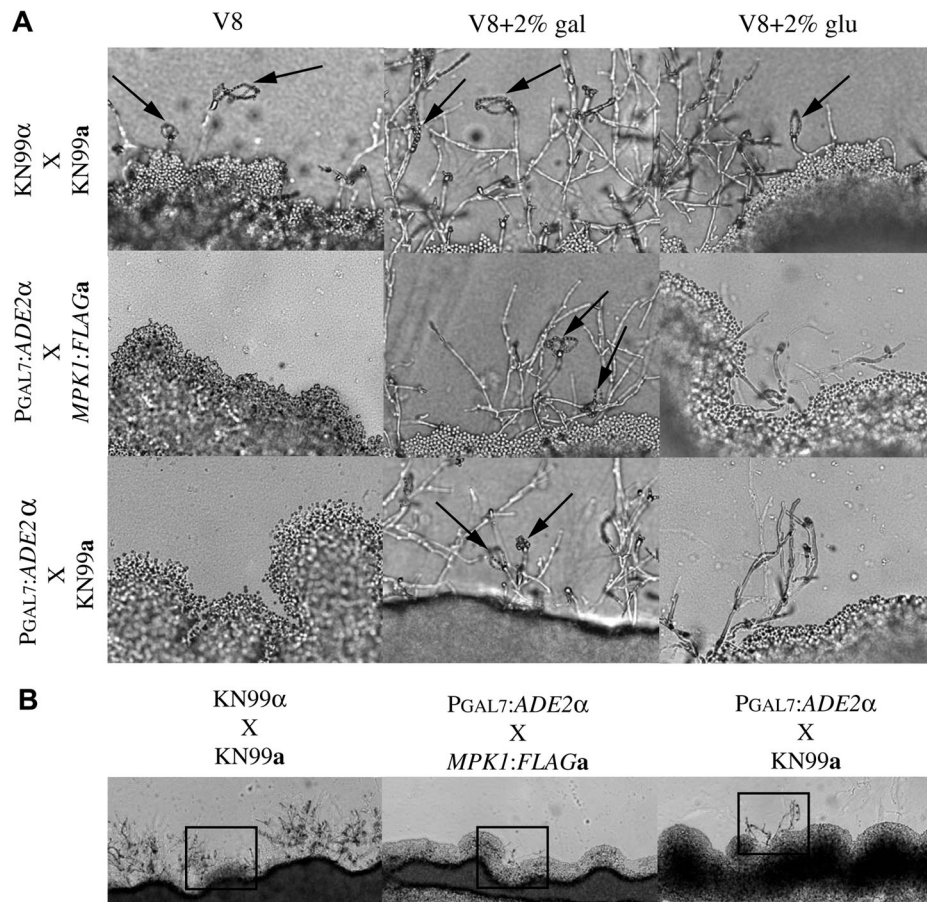 A
V8
V8+2% gal
V8+2% glu
KN99α
X
KN99a
PGAL7:ADE2α
X
MPK1:FLAGa
PGAL7:ADE2α
X
KN99a
B
KN99α
X
KN99a
PGAL7:ADE2α
X
MPK1:FLAGa
PGAL7:ADE2α
X
KN99a